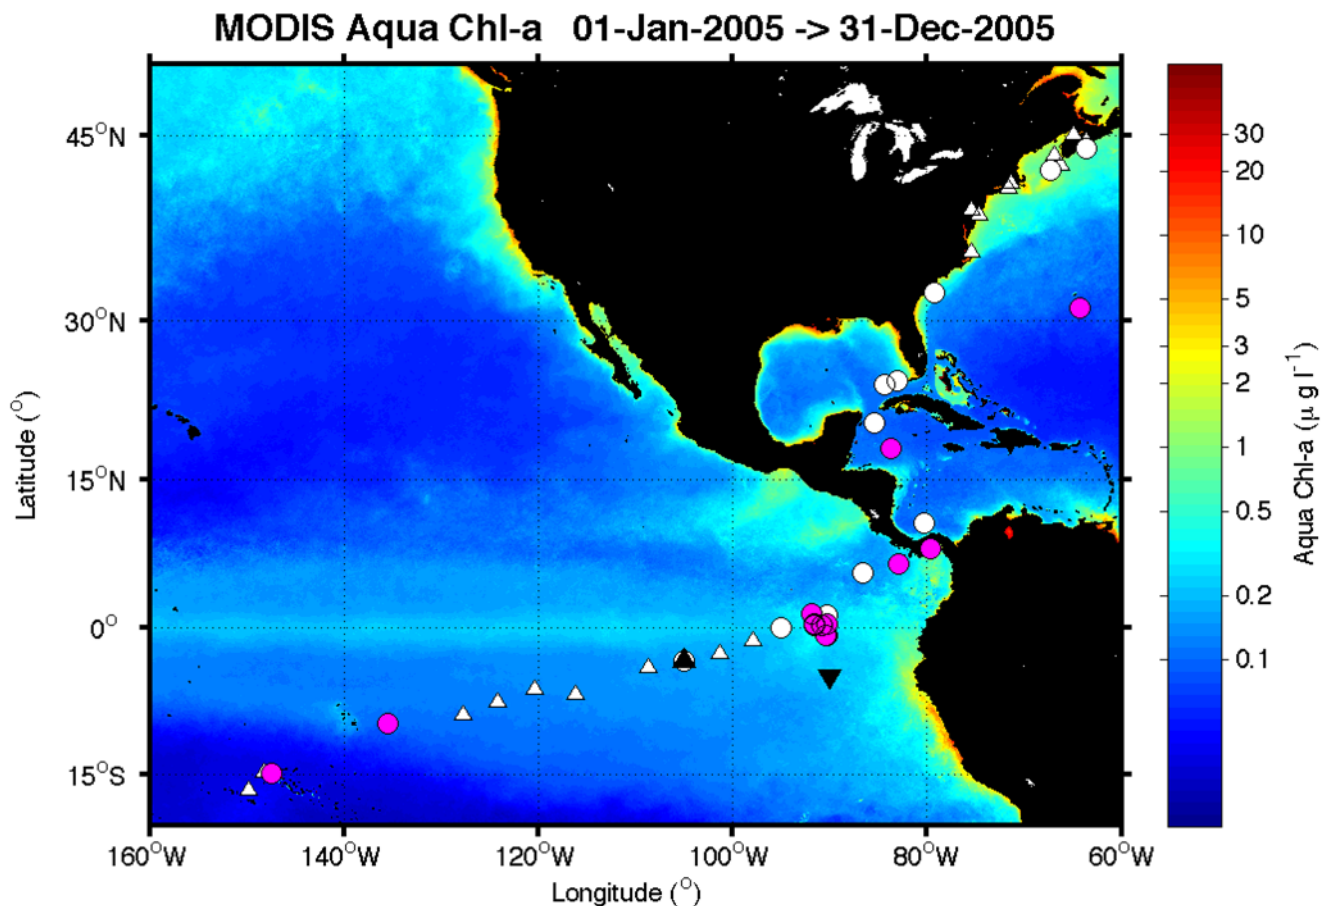 MODIS Aqua Chl-a 01-Jan-2005 -> 31-Dec-2005
45°N
30°N
15°N
0°
15°S
Latitude (°)
160°W 140°W 120°W 100°W 80°W 60°W
Longitude (°)
30
20
10
5
3
2
1
0.5
0.2
0.1
Aqua Chl-a (μ g l⁻¹)